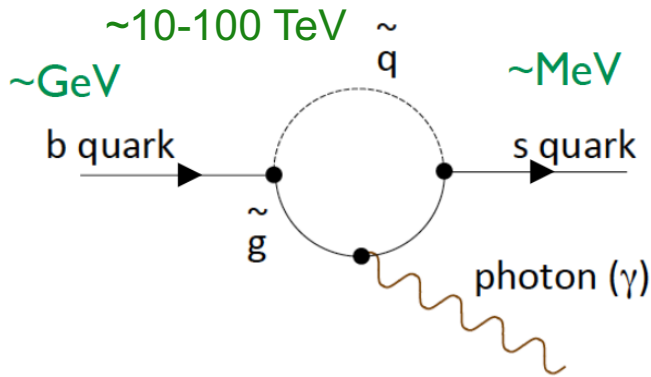 ~10-100 TeV
~
q
~GeV
~MeV
b quark
s quark
~
g
photon (γ)